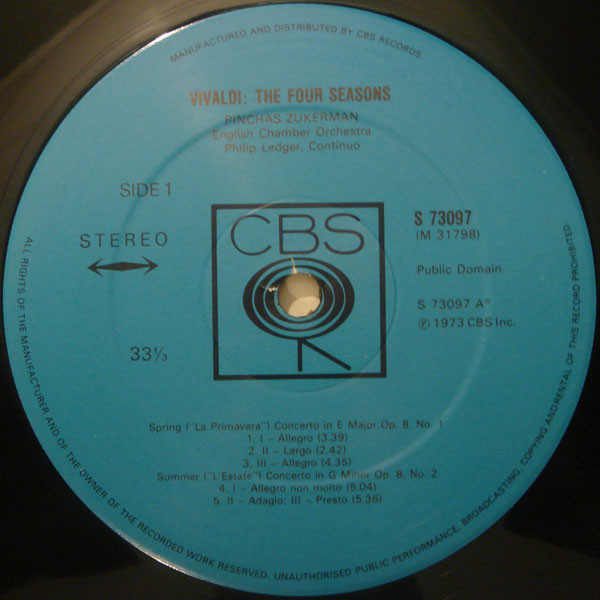 MANUFACTURED AND DISTRIBUTED BY CBS RECORDS
VIVALDI: THE FOUR SEASONS
PINCHAS ZUKERMAN
English Chamber Orchestra
Philip Ledger, Continuo
SIDE 1
STEREO
33⅓
CBS
S 73097
(M 31798)
Public Domain
S 73097 A°
℗ 1973 CBS Inc.
Spring ("La Primavera") Concerto in E Major Op. 8, No. 1
1. I – Allegro (3.39)
2. II – Largo (2.42)
3. III – Allegro (4.35)
Summer ("L'Estate") Concerto in G Minor Op. 8, No. 2
4. I – Allegro non molto (5.04)
5. II – Adagio; III – Presto (5.36)
ALL RIGHTS OF THE MANUFACTURER AND OF THE OWNER OF THE RECORDED WORK RESERVED. UNAUTHORISED PUBLIC PERFORMANCE, BROADCASTING, COPYING AND RENTAL OF THIS RECORD PROHIBITED.